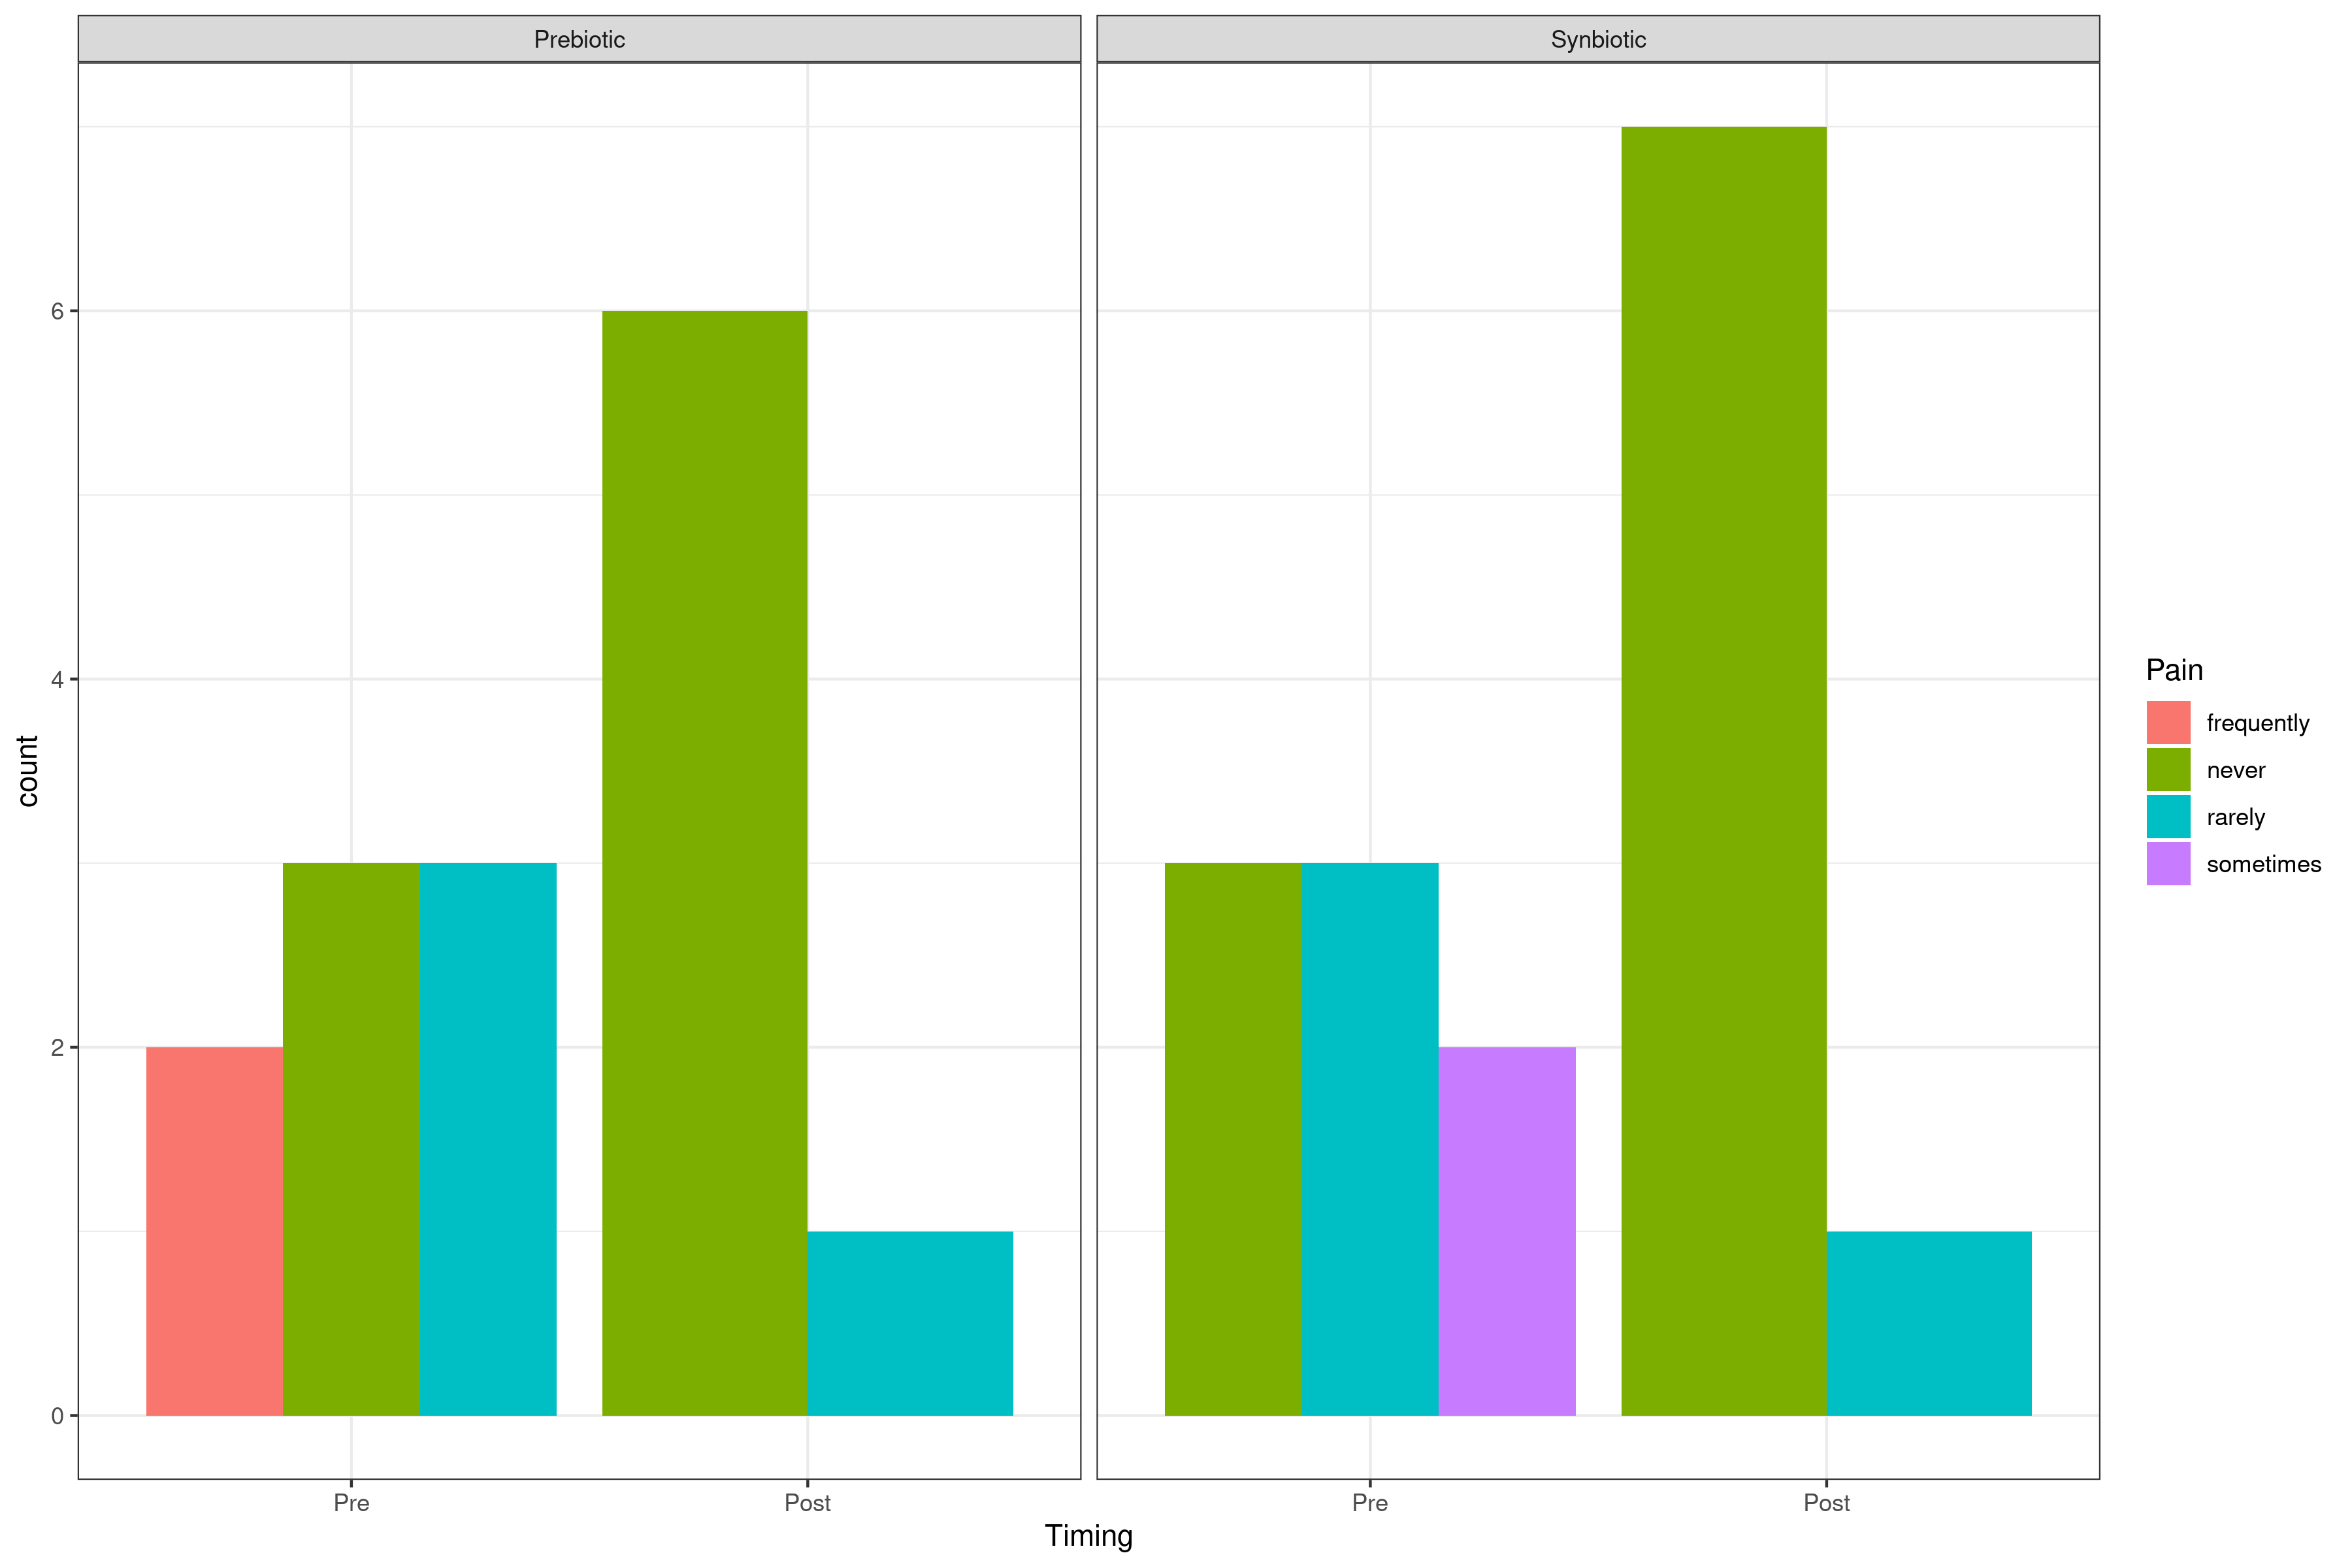 Prebiotic
Synbiotic
6
4
2
0
count
Pre
Post
Pre
Post
Timing
Pain
frequently
never
rarely
sometimes